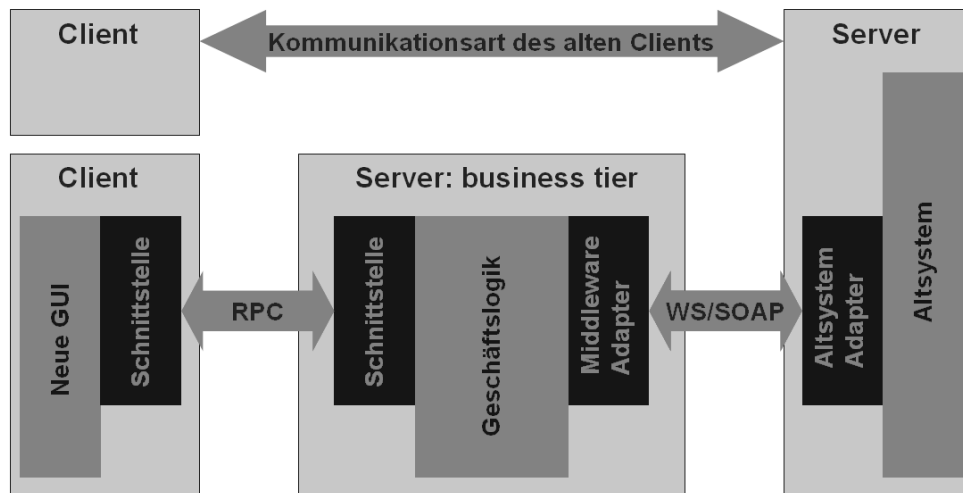 Client
Kommunikationsart des alten Clients
Server
Client
Server: business tier
Neue GUI
Schnittstelle
RPC
Schnittstelle
Geschäftslogik
Middleware
Adapter
WS/SOAP
Altsystem
Adapter
Altsystem